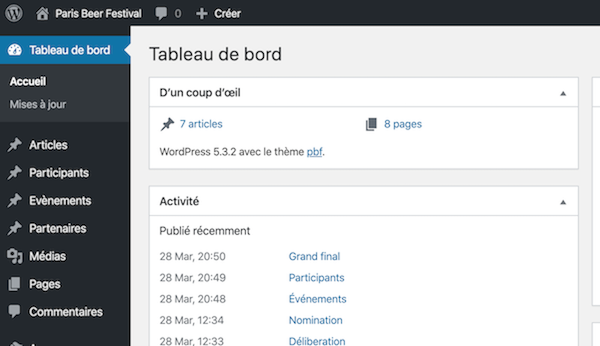 Paris Beer Festival 0 Créer
Tableau de bord
Accueil
Mises à jour
Articles
Participants
Evènements
Partenaires
Médias
Pages
Commentaires
Tableau de bord
D’un coup d’œil
7 articles 8 pages
WordPress 5.3.2 avec le thème pbf.
Activité
Publié récemment
28 Mar, 20:50 Grand final
28 Mar, 20:49 Participants
28 Mar, 20:48 Événements
28 Mar, 12:34 Nomination
28 Mar, 12:33 Déliberation